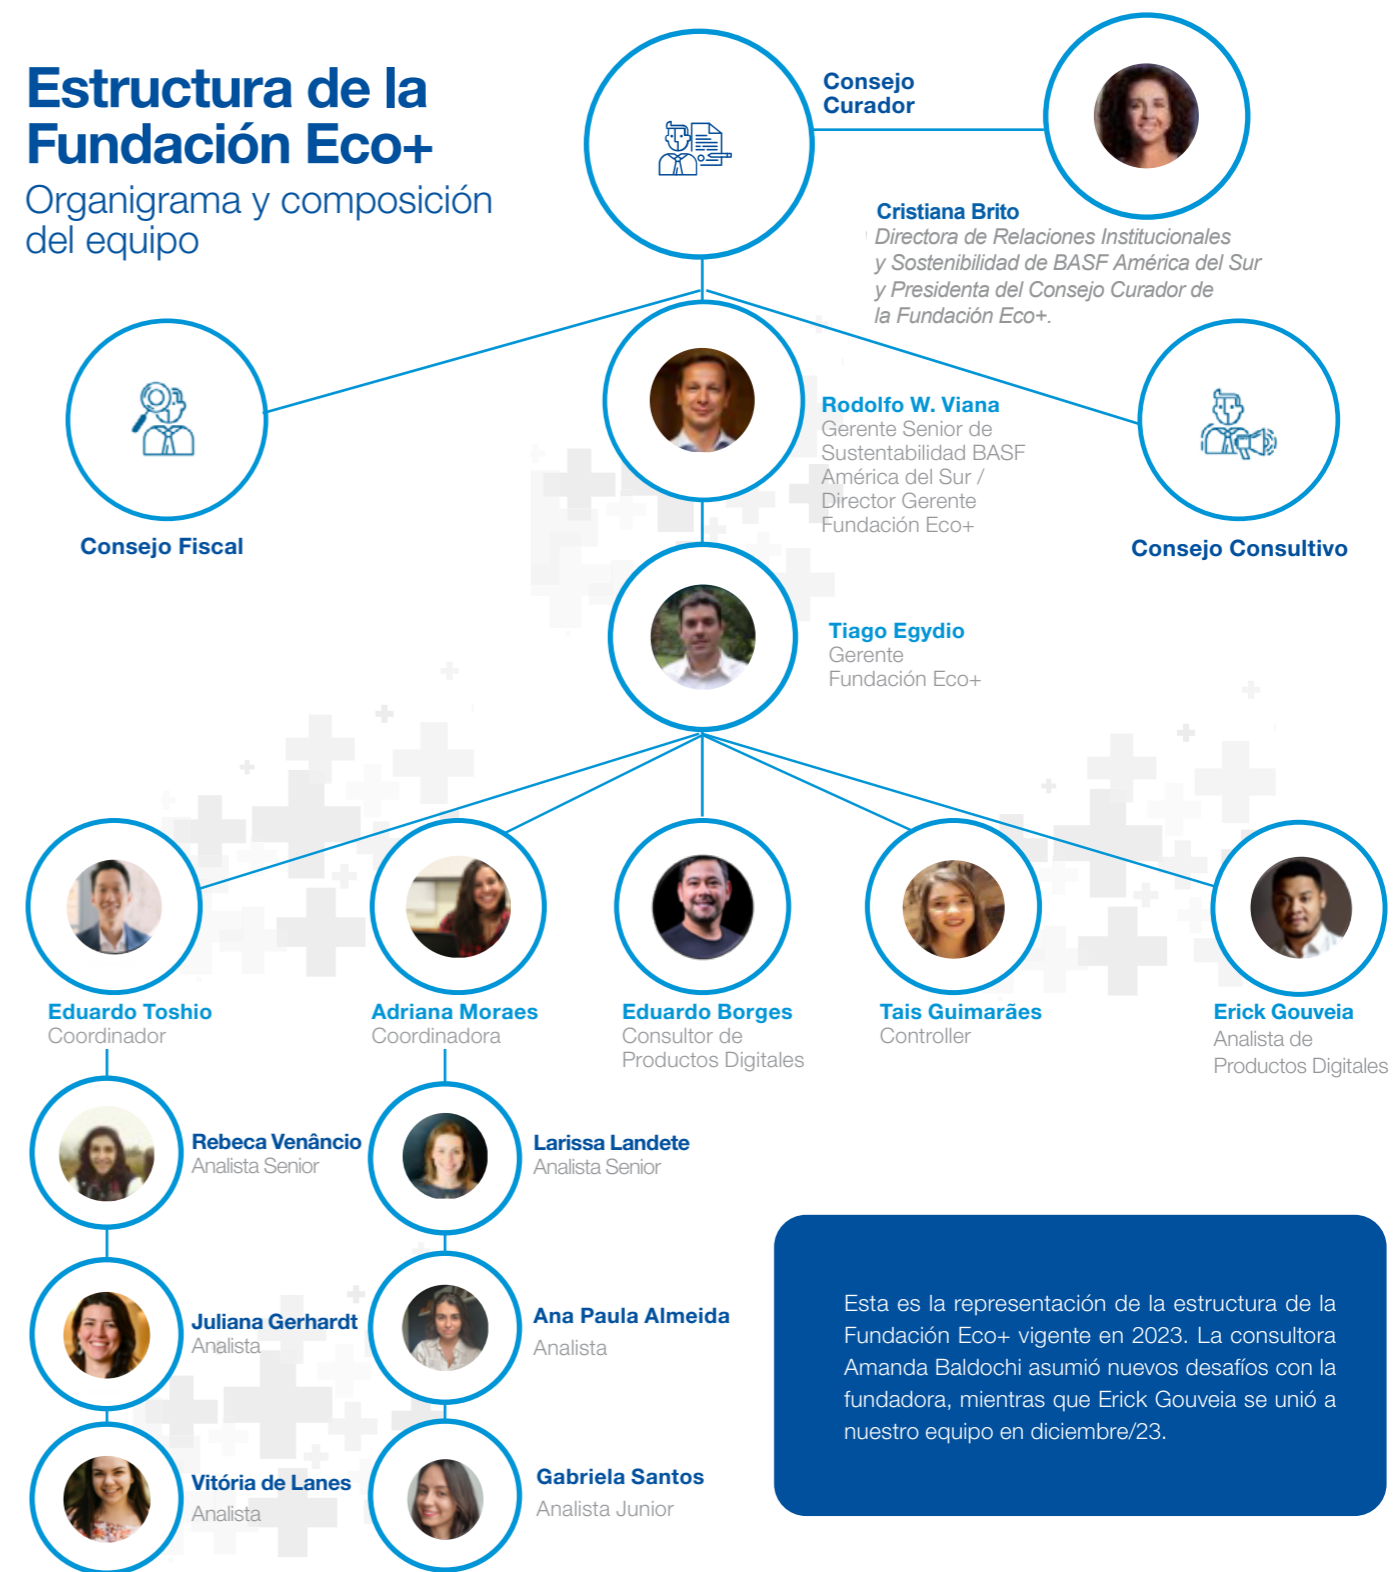 Estructura de la
Fundación Eco+
Organigrama y composición
del equipo
Consejo
Curador
Cristiana Brito
Directora de Relaciones Institucionales
y Sostenibilidad de BASF América del Sur
y Presidenta del Consejo Curador de
la Fundación Eco+.
Rodolfo W. Viana
Gerente Senior de
Sustentabilidad BASF
América del Sur /
Director Gerente
Fundación Eco+
Consejo Fiscal
Consejo Consultivo
Tiago Egydio
Gerente
Fundación Eco+
Eduardo Toshio
Coordinador
Adriana Moraes
Coordinadora
Eduardo Borges
Consultor de
Productos Digitales
Tais Guimarães
Controller
Erick Gouveia
Analista de
Productos Digitales
Rebeca Venâncio
Analista Senior
Larissa Landete
Analista Senior
Juliana Gerhardt
Analista
Ana Paula Almeida
Analista
Vitória de Lanes
Analista
Gabriela Santos
Analista Junior
Esta es la representación de la estructura de la
Fundación Eco+ vigente en 2023. La consultora
Amanda Baldochi asumió nuevos desafíos con la
fundadora, mientras que Erick Gouveia se unió a
nuestro equipo en diciembre/23.